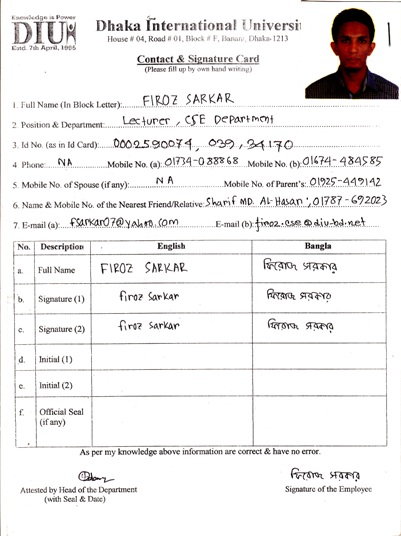 Knowledge is Power
DIU
Estd. 7th April, 1995
Dhaka International Universi
House # 04, Road # 01, Block # F, Banani, Dhaka-1213
Contact & Signature Card
(Please fill up by own hand writing)
1. Full Name (In Block Letter): FIROZ SARKAR
2. Position & Department: Lecturer, CSE Department
3. Id No. (as in Id Card): 0002590074, 039, 24170
4 Phone: NA Mobile No. (a): 01734-088868 Mobile No. (b): 01674-484585
5. Mobile No. of Spouse (if any): NA Mobile No. of Parent's: 01925-449142
6. Name & Mobile No. of the Nearest Friend/Relative: Sharif MD. Al-Hasan, 01787-692023
7. E-mail (a): fsarkar07@yahoo.com E-mail (b): firoz.cse@diu-bd.net
No. Description English Bangla
a. Full Name FIROZ SARKAR ফিরোজ সরকার
b. Signature (1) firoz Sarkar ফিরোজ সরকার
c. Signature (2) firoz Sarkar ফিরোজ সরকার
d. Initial (1)
e. Initial (2)
f. Official Seal
(if any)
As per my knowledge above information are correct & have no error.
ফিরোজ সরকার
Attested by Head of the Department Signature of the Employee
(with Seal & Date)